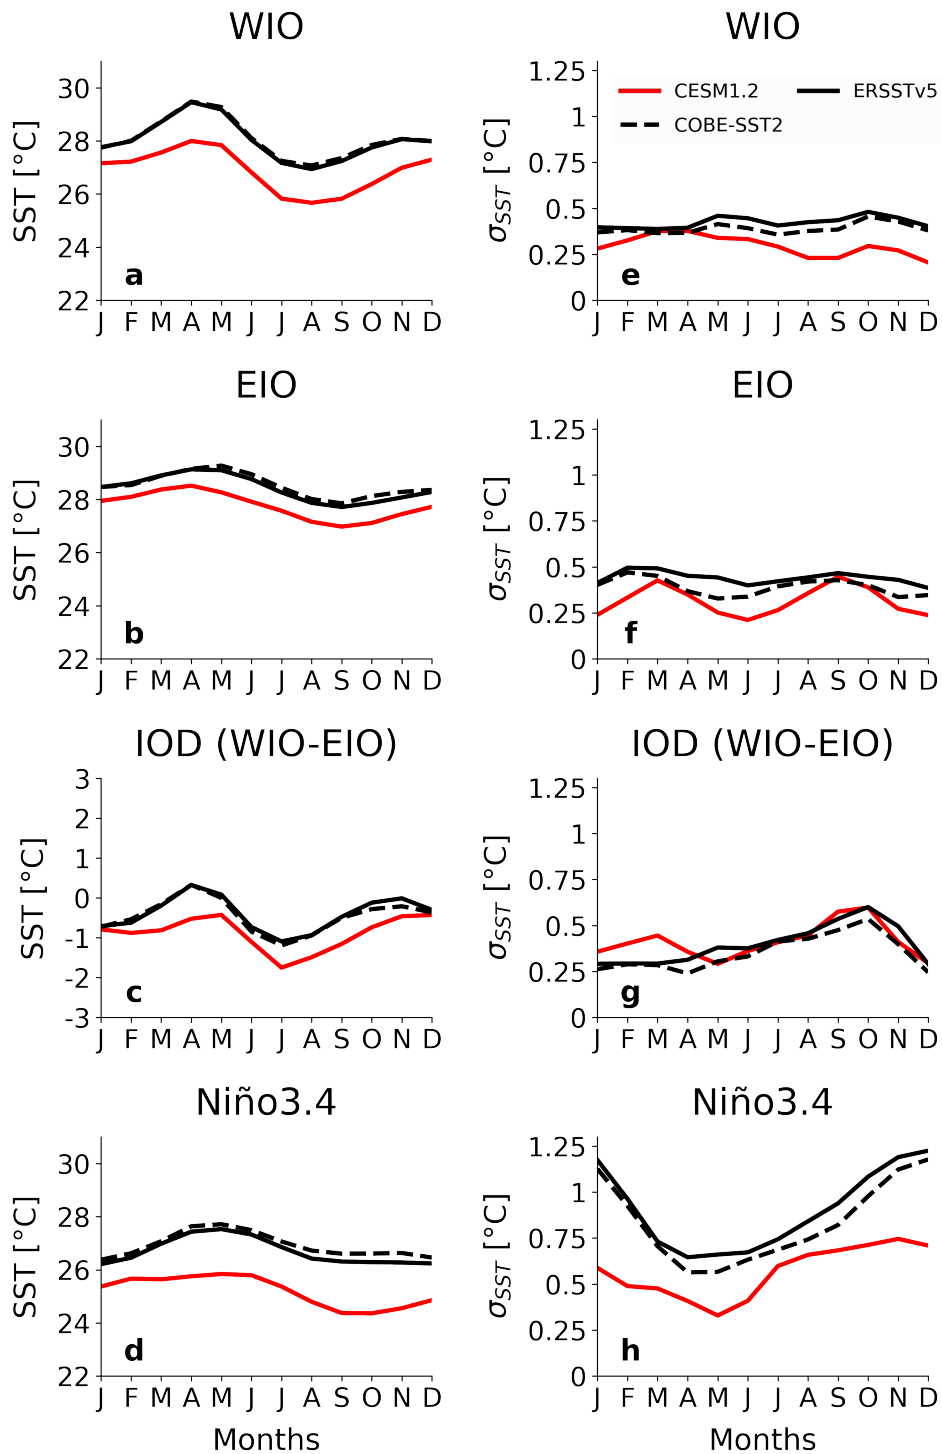 WIO
SST [°C]
30
28
26
24
22
a
J F M A M J J A S O N D
WIO
σSST [°C]
1.25
1
0.75
0.5
0.25
0
CESM1.2
ERSSTv5
COBE-SST2
e
J F M A M J J A S O N D
EIO
SST [°C]
30
28
26
24
22
b
J F M A M J J A S O N D
EIO
σSST [°C]
1.25
1
0.75
0.5
0.25
0
f
J F M A M J J A S O N D
IOD (WIO-EIO)
SST [°C]
3
2
1
0
-1
-2
-3
c
J F M A M J J A S O N D
IOD (WIO-EIO)
σSST [°C]
1.25
1
0.75
0.5
0.25
0
g
J F M A M J J A S O N D
Niño3.4
SST [°C]
30
28
26
24
22
d
J F M A M J J A S O N D
Months
Niño3.4
σSST [°C]
1.25
1
0.75
0.5
0.25
0
h
J F M A M J J A S O N D
Months